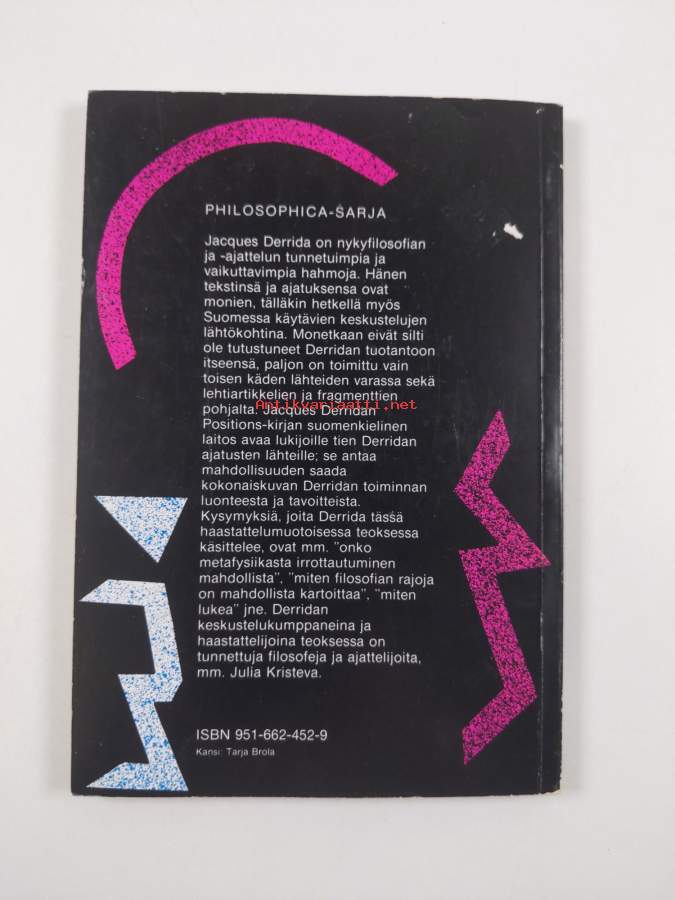 PHILOSOPHICA-SARJA
Jacques Derrida on nykyfilosofian
ja -ajattelun tunnetuimpia ja
vaikuttavimpia hahmoja. Hänen
tekstinsä ja ajatuksensa ovat
monien, tälläkin hetkellä myös
Suomessa käytävien keskustelujen
lähtökohtina. Monetkaan eivät silti
ole tutustuneet Derridan tuotantoon
itseensä, paljon on toimittu vain
toisen käden lähteiden varassa sekä
lehtiartikkelien ja fragmenttien
Antikvariaatti.net
pohjalta. Jacques Derridan
Positions-kirjan suomenkielinen
laitos avaa lukijoille tien Derridan
ajatusten lähteille; se antaa
mahdollisuuden saada
kokonaiskuvan Derridan toiminnan
luonteesta ja tavoitteista.
Kysymyksiä, joita Derrida tässä
haastattelumuotoisessa teoksessa
käsittelee, ovat mm. ”onko
metafysiikasta irrottautuminen
mahdollista”, ”miten filosofian rajoja
on mahdollista kartoittaa”, ”miten
lukea” jne. Derridan
keskustelukumppaneina ja
haastattelijoina teoksessa on
tunnettuja filosofeja ja ajattelijoita,
mm. Julia Kristeva.
ISBN 951-662-452-9
Kansi: Tarja Brola